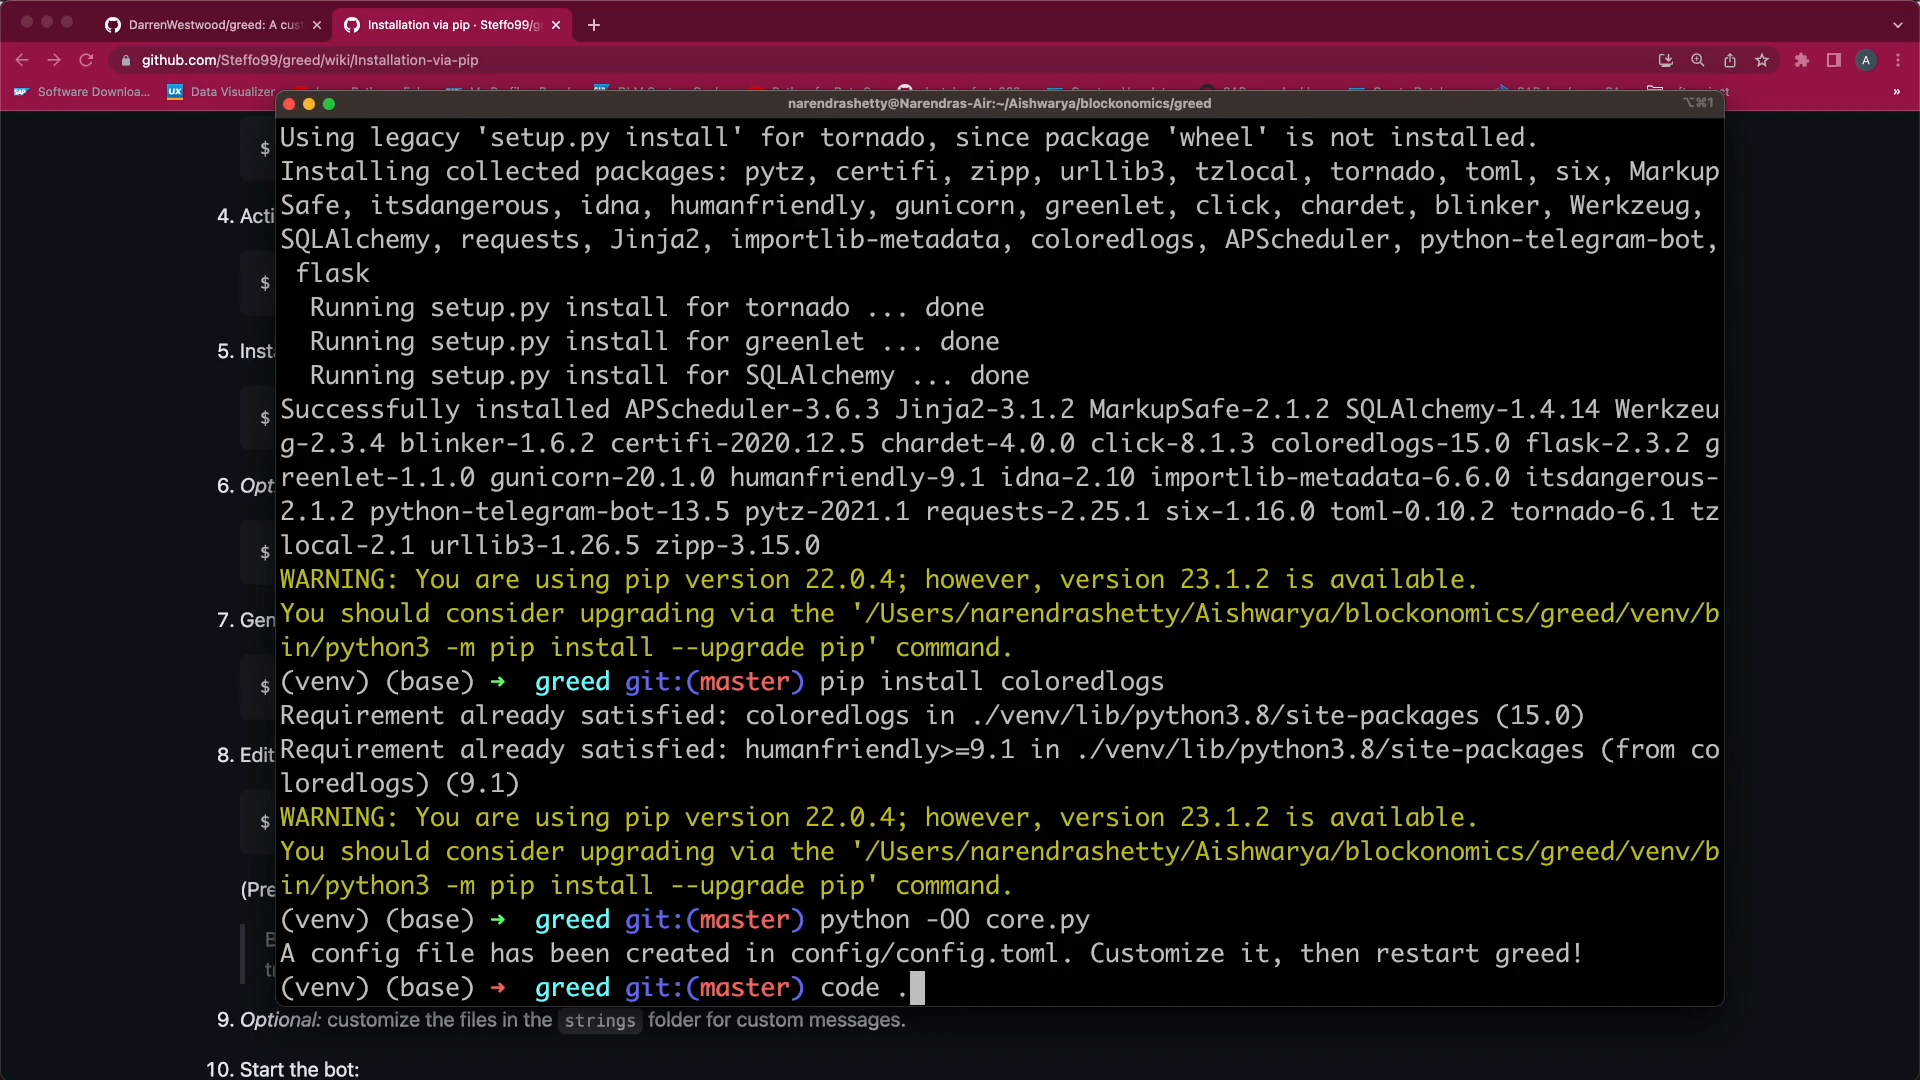 DarrenWestwood/greed: A cus
Installation via pip · Steffo99/g
github.com/Steffo99/greed/wiki/Installation-via-pip
A
Software Downloa...
UX Data Visualizer
»
narendrashetty@Narendras-Air:~/Aishwarya/blockonomics/greed
⌥⌘1
Using legacy 'setup.py install' for tornado, since package 'wheel' is not installed.
Installing collected packages: pytz, certifi, zipp, urllib3, tzlocal, tornado, toml, six, Markup
Safe, itsdangerous, idna, humanfriendly, gunicorn, greenlet, click, chardet, blinker, Werkzeug,
SQLAlchemy, requests, Jinja2, importlib-metadata, coloredlogs, APScheduler, python-telegram-bot,
flask
Running setup.py install for tornado ... done
Running setup.py install for greenlet ... done
Running setup.py install for SQLAlchemy ... done
Successfully installed APScheduler-3.6.3 Jinja2-3.1.2 MarkupSafe-2.1.2 SQLAlchemy-1.4.14 Werkzeu
g-2.3.4 blinker-1.6.2 certifi-2020.12.5 chardet-4.0.0 click-8.1.3 coloredlogs-15.0 flask-2.3.2 g
reenlet-1.1.0 gunicorn-20.1.0 humanfriendly-9.1 idna-2.10 importlib-metadata-6.6.0 itsdangerous-
2.1.2 python-telegram-bot-13.5 pytz-2021.1 requests-2.25.1 six-1.16.0 toml-0.10.2 tornado-6.1 tz
local-2.1 urllib3-1.26.5 zipp-3.15.0
WARNING: You are using pip version 22.0.4; however, version 23.1.2 is available.
You should consider upgrading via the '/Users/narendrashetty/Aishwarya/blockonomics/greed/venv/b
in/python3 -m pip install --upgrade pip' command.
(venv) (base) ➜ greed git:(master) pip install coloredlogs
Requirement already satisfied: coloredlogs in ./venv/lib/python3.8/site-packages (15.0)
Requirement already satisfied: humanfriendly>=9.1 in ./venv/lib/python3.8/site-packages (from co
loredlogs) (9.1)
WARNING: You are using pip version 22.0.4; however, version 23.1.2 is available.
You should consider upgrading via the '/Users/narendrashetty/Aishwarya/blockonomics/greed/venv/b
in/python3 -m pip install --upgrade pip' command.
(venv) (base) ➜ greed git:(master) python -OO core.py
A config file has been created in config/config.toml. Customize it, then restart greed!
(venv) (base) ➜ greed git:(master) code .
$
4. Acti
$
5. Insta
$
6. Opt
$
7. Gen
$
8. Edit
$
(Pre
9. Optional: customize the files in the strings folder for custom messages.
10. Start the bot: